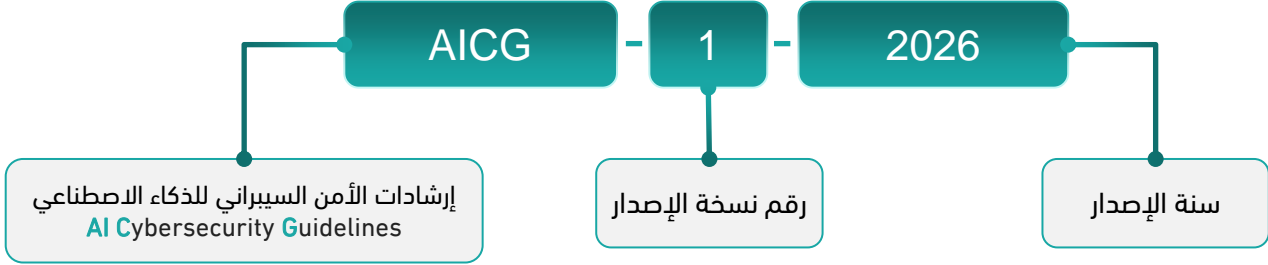 AICG - 1 - 2026
إرشادات الأمن السيبراني للذكاء الاصطناعي
AI Cybersecurity Guidelines
رقم نسخة الإصدار
سنة الإصدار